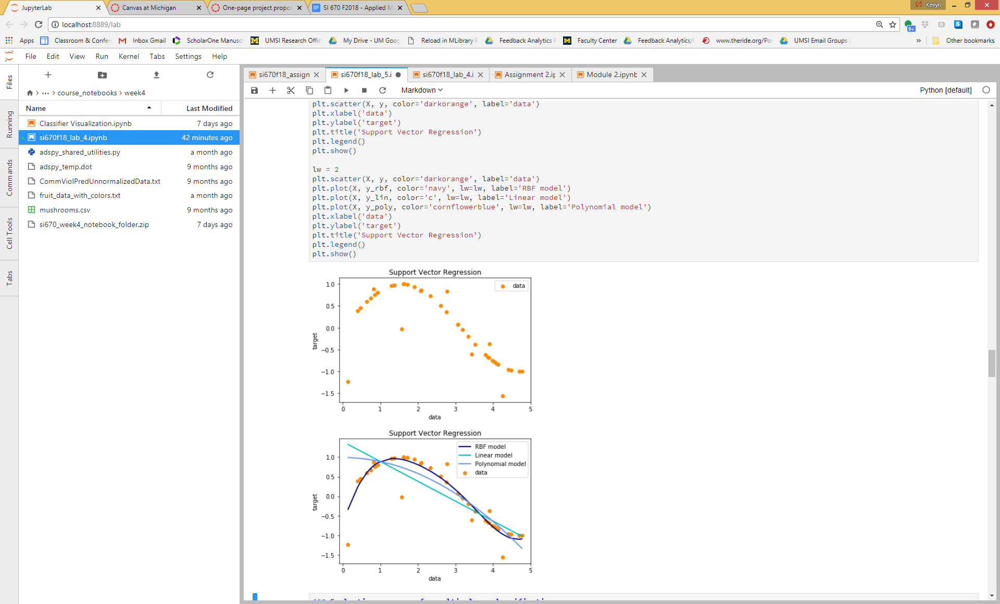 JupyterLab
Canvas at Michigan
One-page project propos
SI 670 F2018 - Applied M
Kevyn
localhost:8889/lab
9+
Apps
Classroom & Confer
Inbox Gmail
ScholarOne Manusc
UMSI Research Offic
My Drive - UM Goog
Reload in MLibrary P
Feedback Analytics F
Faculty Center
Feedback Analytics/
www.theride.org/Po
UMSI Email Groups
»
Other bookmarks
File Edit View Run Kernel Tabs Settings Help
Files
Running
Commands
Cell Tools
Tabs
... > course_notebooks > week4
Name Last Modified
Classifier Visualization.ipynb 7 days ago
si670f18_lab_4.ipynb 42 minutes ago
adspy_shared_utilities.py a month ago
adspy_temp.dot 9 months ago
CommViolPredUnnormalizedData.txt 9 months ago
fruit_data_with_colors.txt a month ago
mushrooms.csv 9 months ago
si670_week4_notebook_folder.zip 7 days ago
si670f18_assign
si670f18_lab_5.i
si670f18_lab_4.i
Assignment 2.ip
Module 2.ipynb
Markdown
Python [default]
plt.scatter(X, y, color='darkorange', label='data')
plt.xlabel('data')
plt.ylabel('target')
plt.title('Support Vector Regression')
plt.legend()
plt.show()
lw = 2
plt.scatter(X, y, color='darkorange', label='data')
plt.plot(X, y_rbf, color='navy', lw=lw, label='RBF model')
plt.plot(X, y_lin, color='c', lw=lw, label='Linear model')
plt.plot(X, y_poly, color='cornflowerblue', lw=lw, label='Polynomial model')
plt.xlabel('data')
plt.ylabel('target')
plt.title('Support Vector Regression')
plt.legend()
plt.show()
Support Vector Regression
data
1.0
0.5
0.0
−0.5
−1.0
−1.5
target
0 1 2 3 4 5
data
Support Vector Regression
RBF model
Linear model
Polynomial model
data
1.0
0.5
0.0
−0.5
−1.0
−1.5
target
0 1 2 3 4 5
data